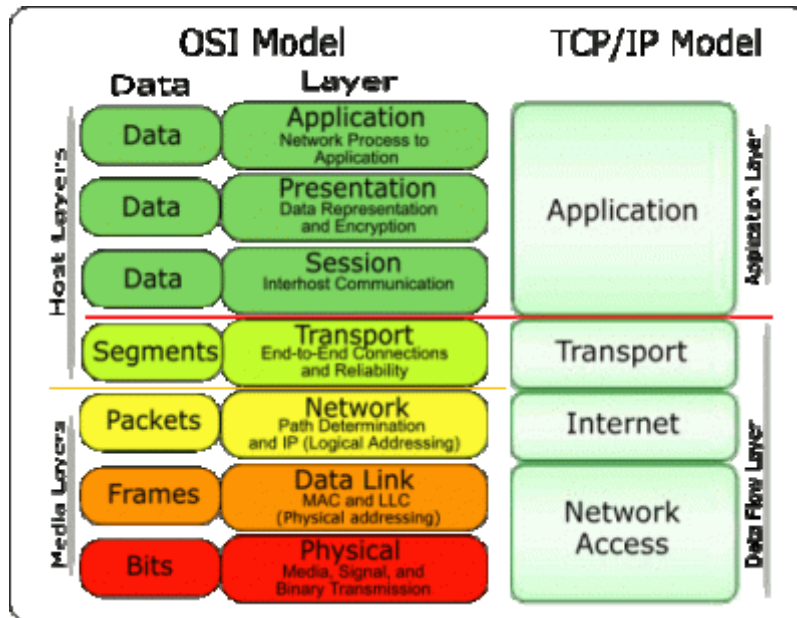 OSI Model
TCP/IP Model
Data
Layer
Host Layers
Data
Application
Network Process to
Application
Data
Presentation
Data Representation
and Encryption
Data
Session
Interhost Communication
Segments
Transport
End-to-End Connections
and Reliability
Media Layers
Packets
Network
Path Determination
and IP (Logical Addressing)
Frames
Data Link
MAC and LLC
(Physical addressing)
Bits
Physical
Media, Signal, and
Binary Transmission
Application
Application Layer
Transport
Internet
Network
Access
Data Flow Layer